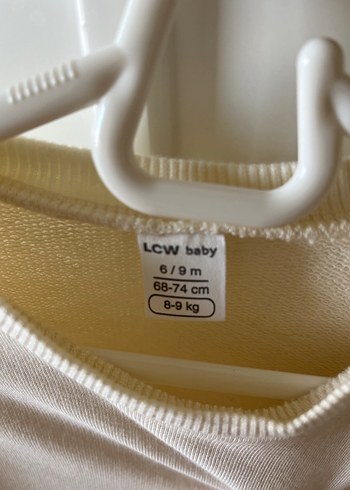 LCW baby
6 / 9 m
68-74 cm
8-9 kg